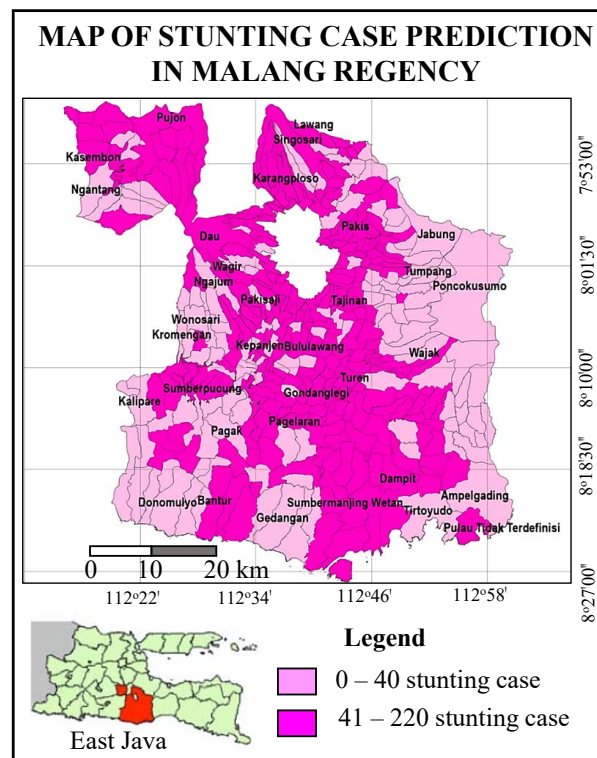 MAP OF STUNTING CASE PREDICTION
IN MALANG REGENCY
Pujon
Lawang
Singosari
Kasembon
Karangploso
Ngantang
7°53'00"
Dau
Pakis
Jabung
Wagir
Tumpang
8°01'30"
Ngajum
Poncokusumo
Pakisaji
Tajinan
Wonosari
Kromengan
Kepanjen
Bululawang
Wajak
8°10'00"
Turen
Sumberpucung
Gondanglegi
Kalipare
Pagelaran
Pagak
8°18'30"
Dampit
Ampelgading
Donomulyo
Bantur
Sumbermanjing Wetan
Tirtoyudo
Gedangan
Pulau Tidak Terdefinisi
0 10 20 km
8°27'00"
112°22' 112°34' 112°46' 112°58'
Legend
0 – 40 stunting case
41 – 220 stunting case
East Java